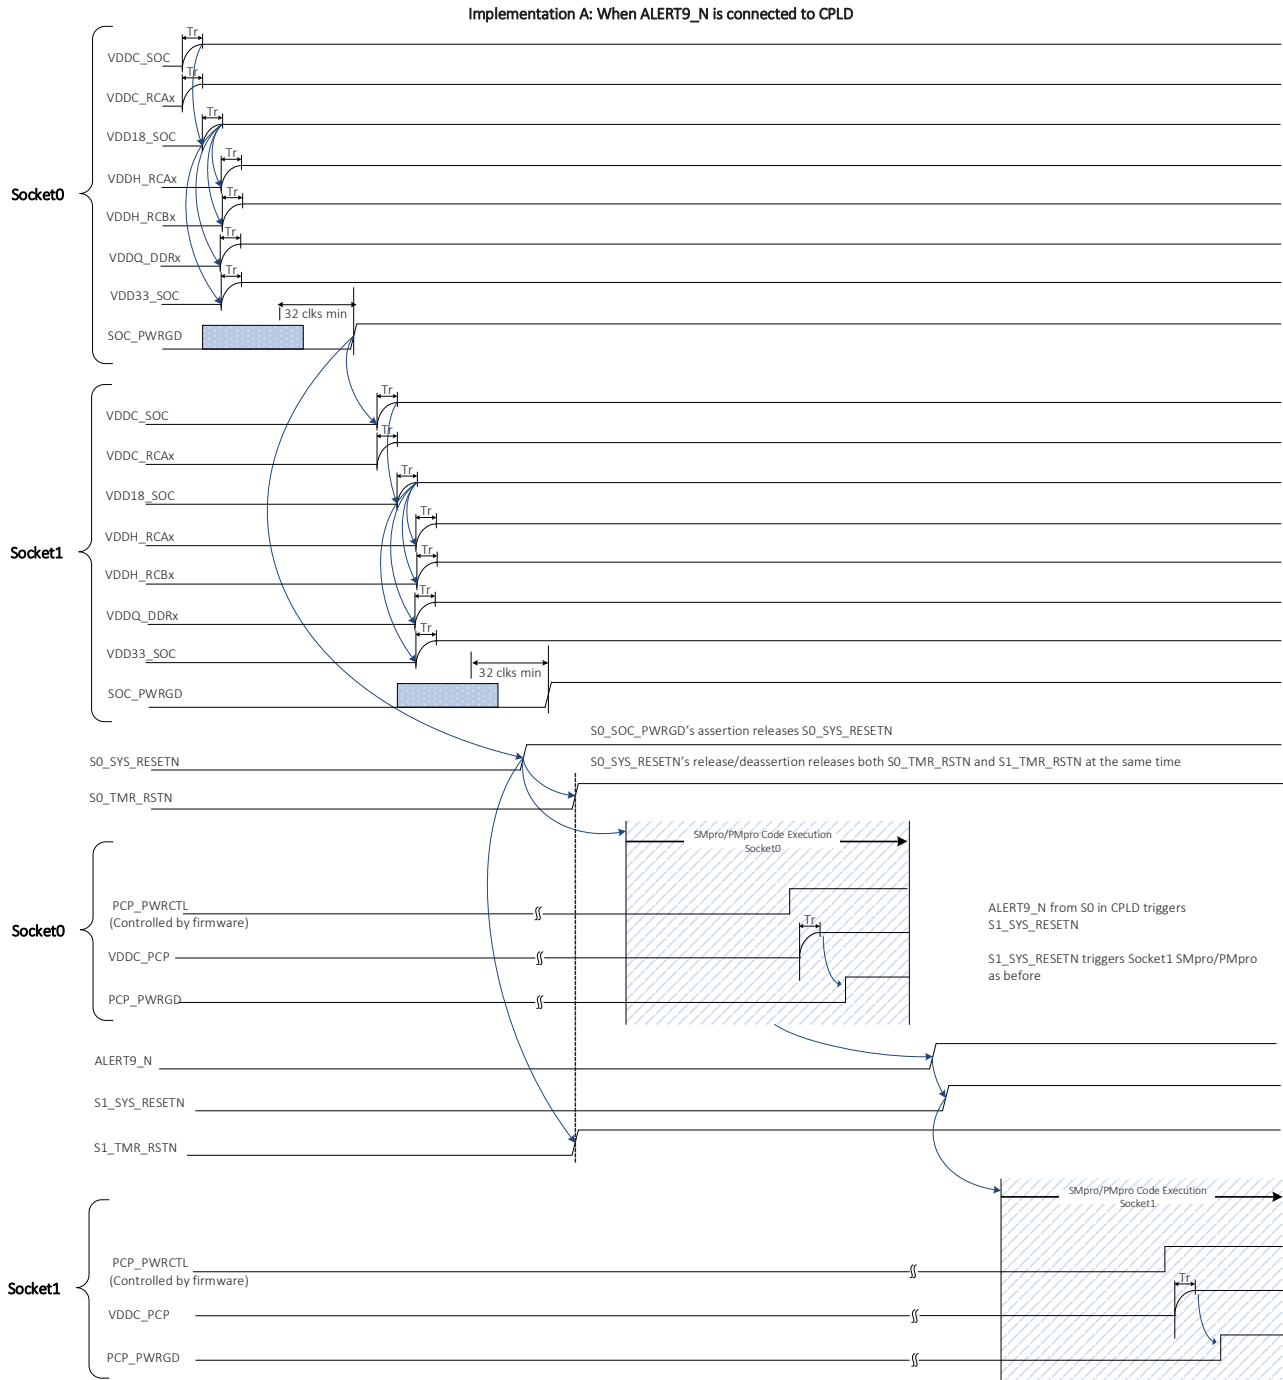 Implementation A: When ALERT9_N is connected to CPLD
Tr
VDDC_SOC
Tr
VDDC_RCAx
Tr
VDD18_SOC
Tr
VDDH_RCAx
Socket0
Tr
VDDH_RCBx
Tr
VDDQ_DDRx
Tr
VDD33_SOC
32 clks min
SOC_PWRGD
Tr
VDDC_SOC
Tr
VDDC_RCAx
Tr
VDD18_SOC
Tr
VDDH_RCAx
Socket1
Tr
VDDH_RCBx
Tr
VDDQ_DDRx
Tr
VDD33_SOC
32 clks min
SOC_PWRGD
S0_SOC_PWRGD's assertion releases S0_SYS_RESETN
S0_SYS_RESETN
S0_SYS_RESETN's release/deassertion releases both S0_TMR_RSTN and S1_TMR_RSTN at the same time
S0_TMR_RSTN
SMpro/PMpro Code Execution
Socket0
PCP_PWRCTL
(Controlled by firmware)
ALERT9_N from S0 in CPLD triggers
S1_SYS_RESETN
Socket0
Tr
VDDC_PCP
S1_SYS_RESETN triggers Socket1 SMpro/PMpro
as before
PCP_PWRGD
ALERT9_N
S1_SYS_RESETN
S1_TMR_RSTN
SMpro/PMpro Code Execution
Socket1
PCP_PWRCTL
(Controlled by firmware)
Socket1
Tr
VDDC_PCP
PCP_PWRGD